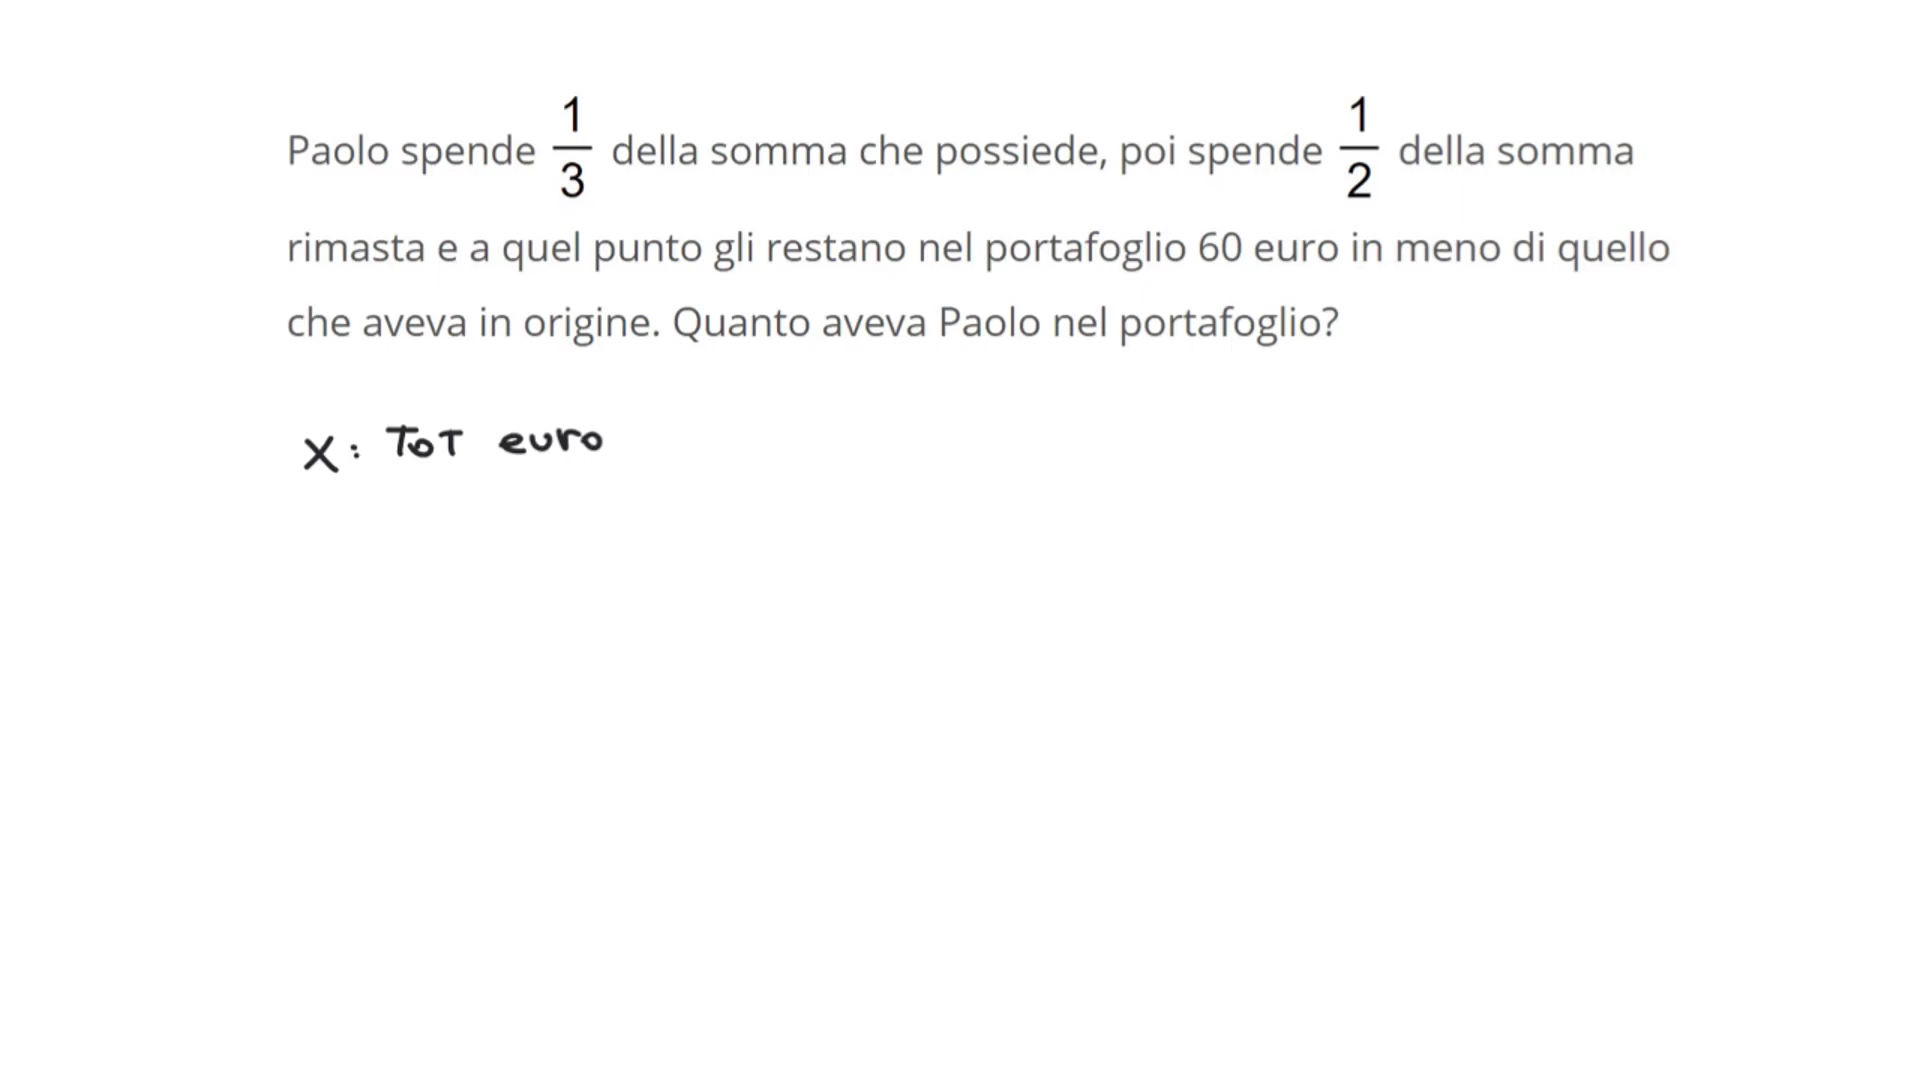 Paolo spende 1/3 della somma che possiede, poi spende 1/2 della somma
rimasta e a quel punto gli restano nel portafoglio 60 euro in meno di quello
che aveva in origine. Quanto aveva Paolo nel portafoglio?
X: TOT euro